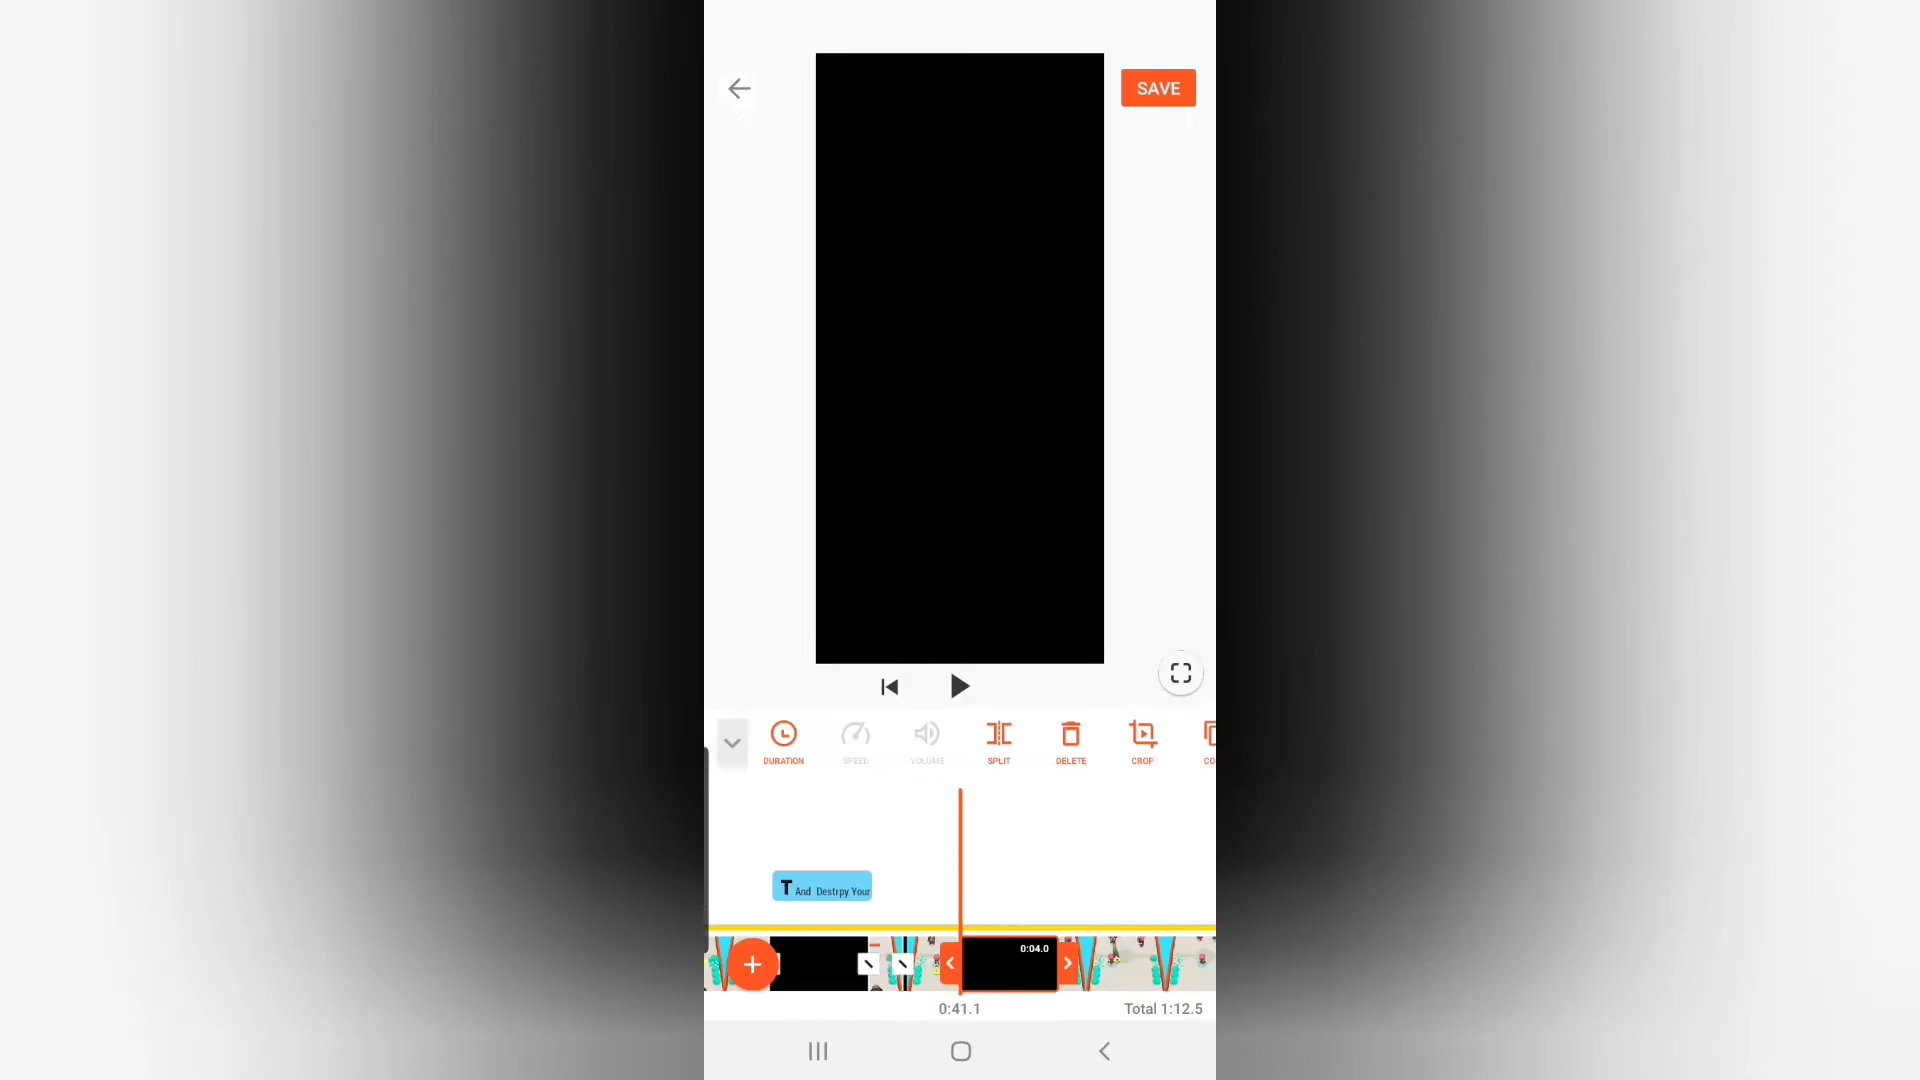 SAVE
DURATION SPEED VOLUME SPLIT DELETE CROP CO
T And Destrpy Your
0:04.0
0:41.1 Total 1:12.5